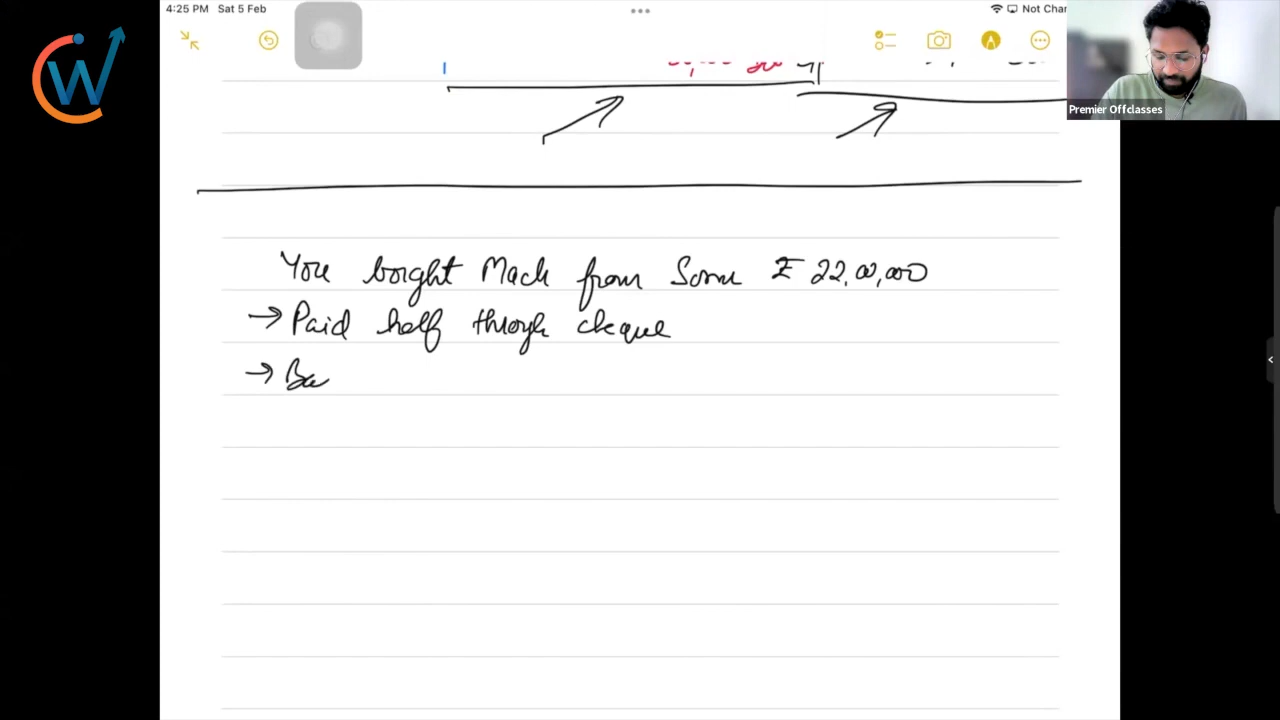 4:25 PM Sat 5 Feb
Not Char
Premier Offclasses
You bought Mach from Somu ₹ 22,00,000
→ Paid half through cheque
→ Ba